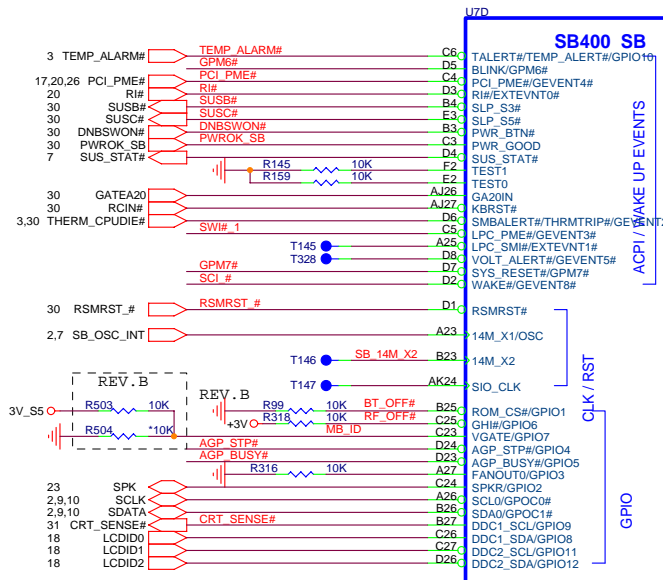 U7D
SB400 SB
3 TEMP_ALARM# TEMP_ALARM# C6 TALERT#/TEMP_ALERT#/GPIO10
GPM6# D5 BLINK/GPM6#
17,20,26 PCI_PME# PCI_PME# C4 PCI_PME#/GEVENT4#
20 RI# RI# D3 RI#/EXTEVNT0#
30 SUSB# SUSB# B4 SLP_S3#
30 SUSC# SUSC# E3 SLP_S5#
30 DNBSWON# DNBSWON# B3 PWR_BTN#
30 PWROK_SB PWROK_SB C3 PWR_GOOD
7 SUS_STAT# D4 SUS_STAT#
R145 10K F2 TEST1
R159 10K E2 TEST0
30 GATEA20 AJ26 GA20IN
30 RCIN# AJ27 KBRST#
3,30 THERM_CPUDIE# D6 SMBALERT#/THRMTRIP#/GEVENT2
SWI#_1 C5 LPC_PME#/GEVENT3#
T145 A25 LPC_SMI#/EXTEVNT1#
T328 D8 VOLT_ALERT#/GEVENT5#
GPM7# D7 SYS_RESET#/GPM7#
SCI_# D2 WAKE#/GEVENT8#
ACPI / WAKE UP EVENTS
30 RSMRST_# RSMRST_# D1 RSMRST#
2,7 SB_OSC_INT A23 14M_X1/OSC
T146 SB_14M_X2 B23 14M_X2
T147 AK24 SIO_CLK
CLK / RST
REV.B
REV.B
3V_S5 R503 10K
R504 *10K
R99 10K BT_OFF# B25 ROM_CS#/GPIO1
+3V R318 10K RF_OFF# C25 GHI#/GPIO6
MB_ID C23 VGATE/GPIO7
AGP_STP# D24 AGP_STP#/GPIO4
AGP_BUSY# D23 AGP_BUSY#/GPIO5
R316 10K A27 FANOUT0/GPIO3
23 SPK C24 SPKR/GPIO2
2,9,10 SCLK A26 SCL0/GPOC0#
2,9,10 SDATA B26 SDA0/GPOC1#
31 CRT_SENSE# CRT_SENSE# B27 DDC1_SCL/GPIO9
18 LCDID0 C26 DDC1_SDA/GPIO8
18 LCDID1 C27 DDC2_SCL/GPIO11
18 LCDID2 D26 DDC2_SDA/GPIO12
GPIO